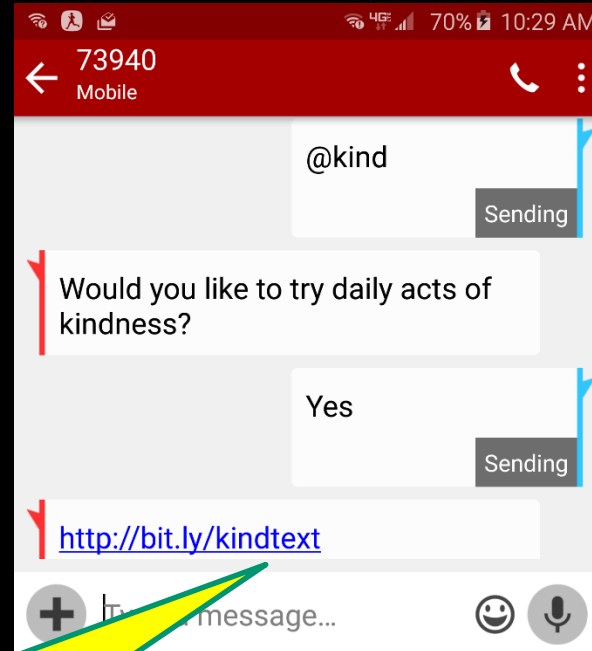 4G 70% 10:29 AM
73940
Mobile
@kind
Sending
Would you like to try daily acts of
kindness?
Yes
Sending
http://bit.ly/kindtext
message...